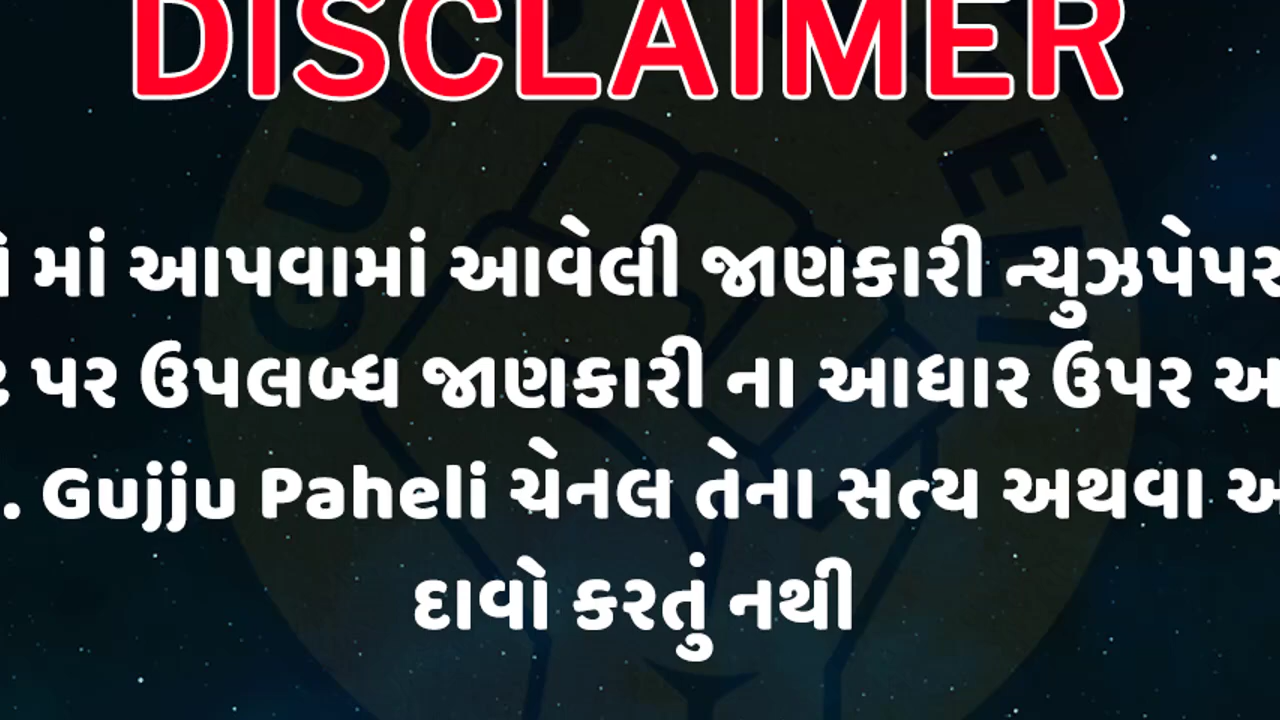 DISCLAIMER
માં આપવામાં આવેલી જાણકારી ન્યુઝપેપર
પર ઉપલબ્ધ જાણકારી ના આધાર ઉપર
. Gujju Paheli ચેનલ તેના સત્ય અથવા
દાવો કરતું નથી